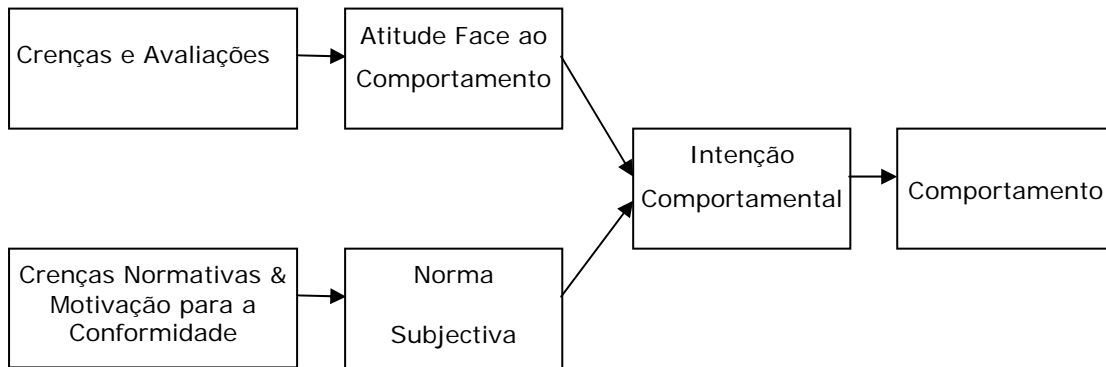 Crenças e Avaliações
Atitude Face ao
Comportamento
Intenção
Comportamental
Comportamento
Crenças Normativas &
Motivação para a
Conformidade
Norma
Subjectiva